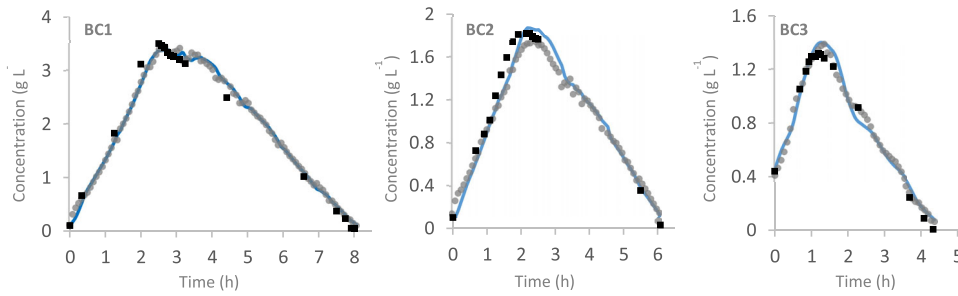 BC1
Concentration (g L⁻
4
3
2
1
0
0 1 2 3 4 5 6 7 8
Time (h)
BC2
Concentration (g L⁻¹)
2
1.6
1.2
0.8
0.4
0
0 1 2 3 4 5 6
Time (h)
BC3
Concentration (g L⁻¹)
1.6
1.2
0.8
0.4
0
0 1 2 3 4 5
Time (h)